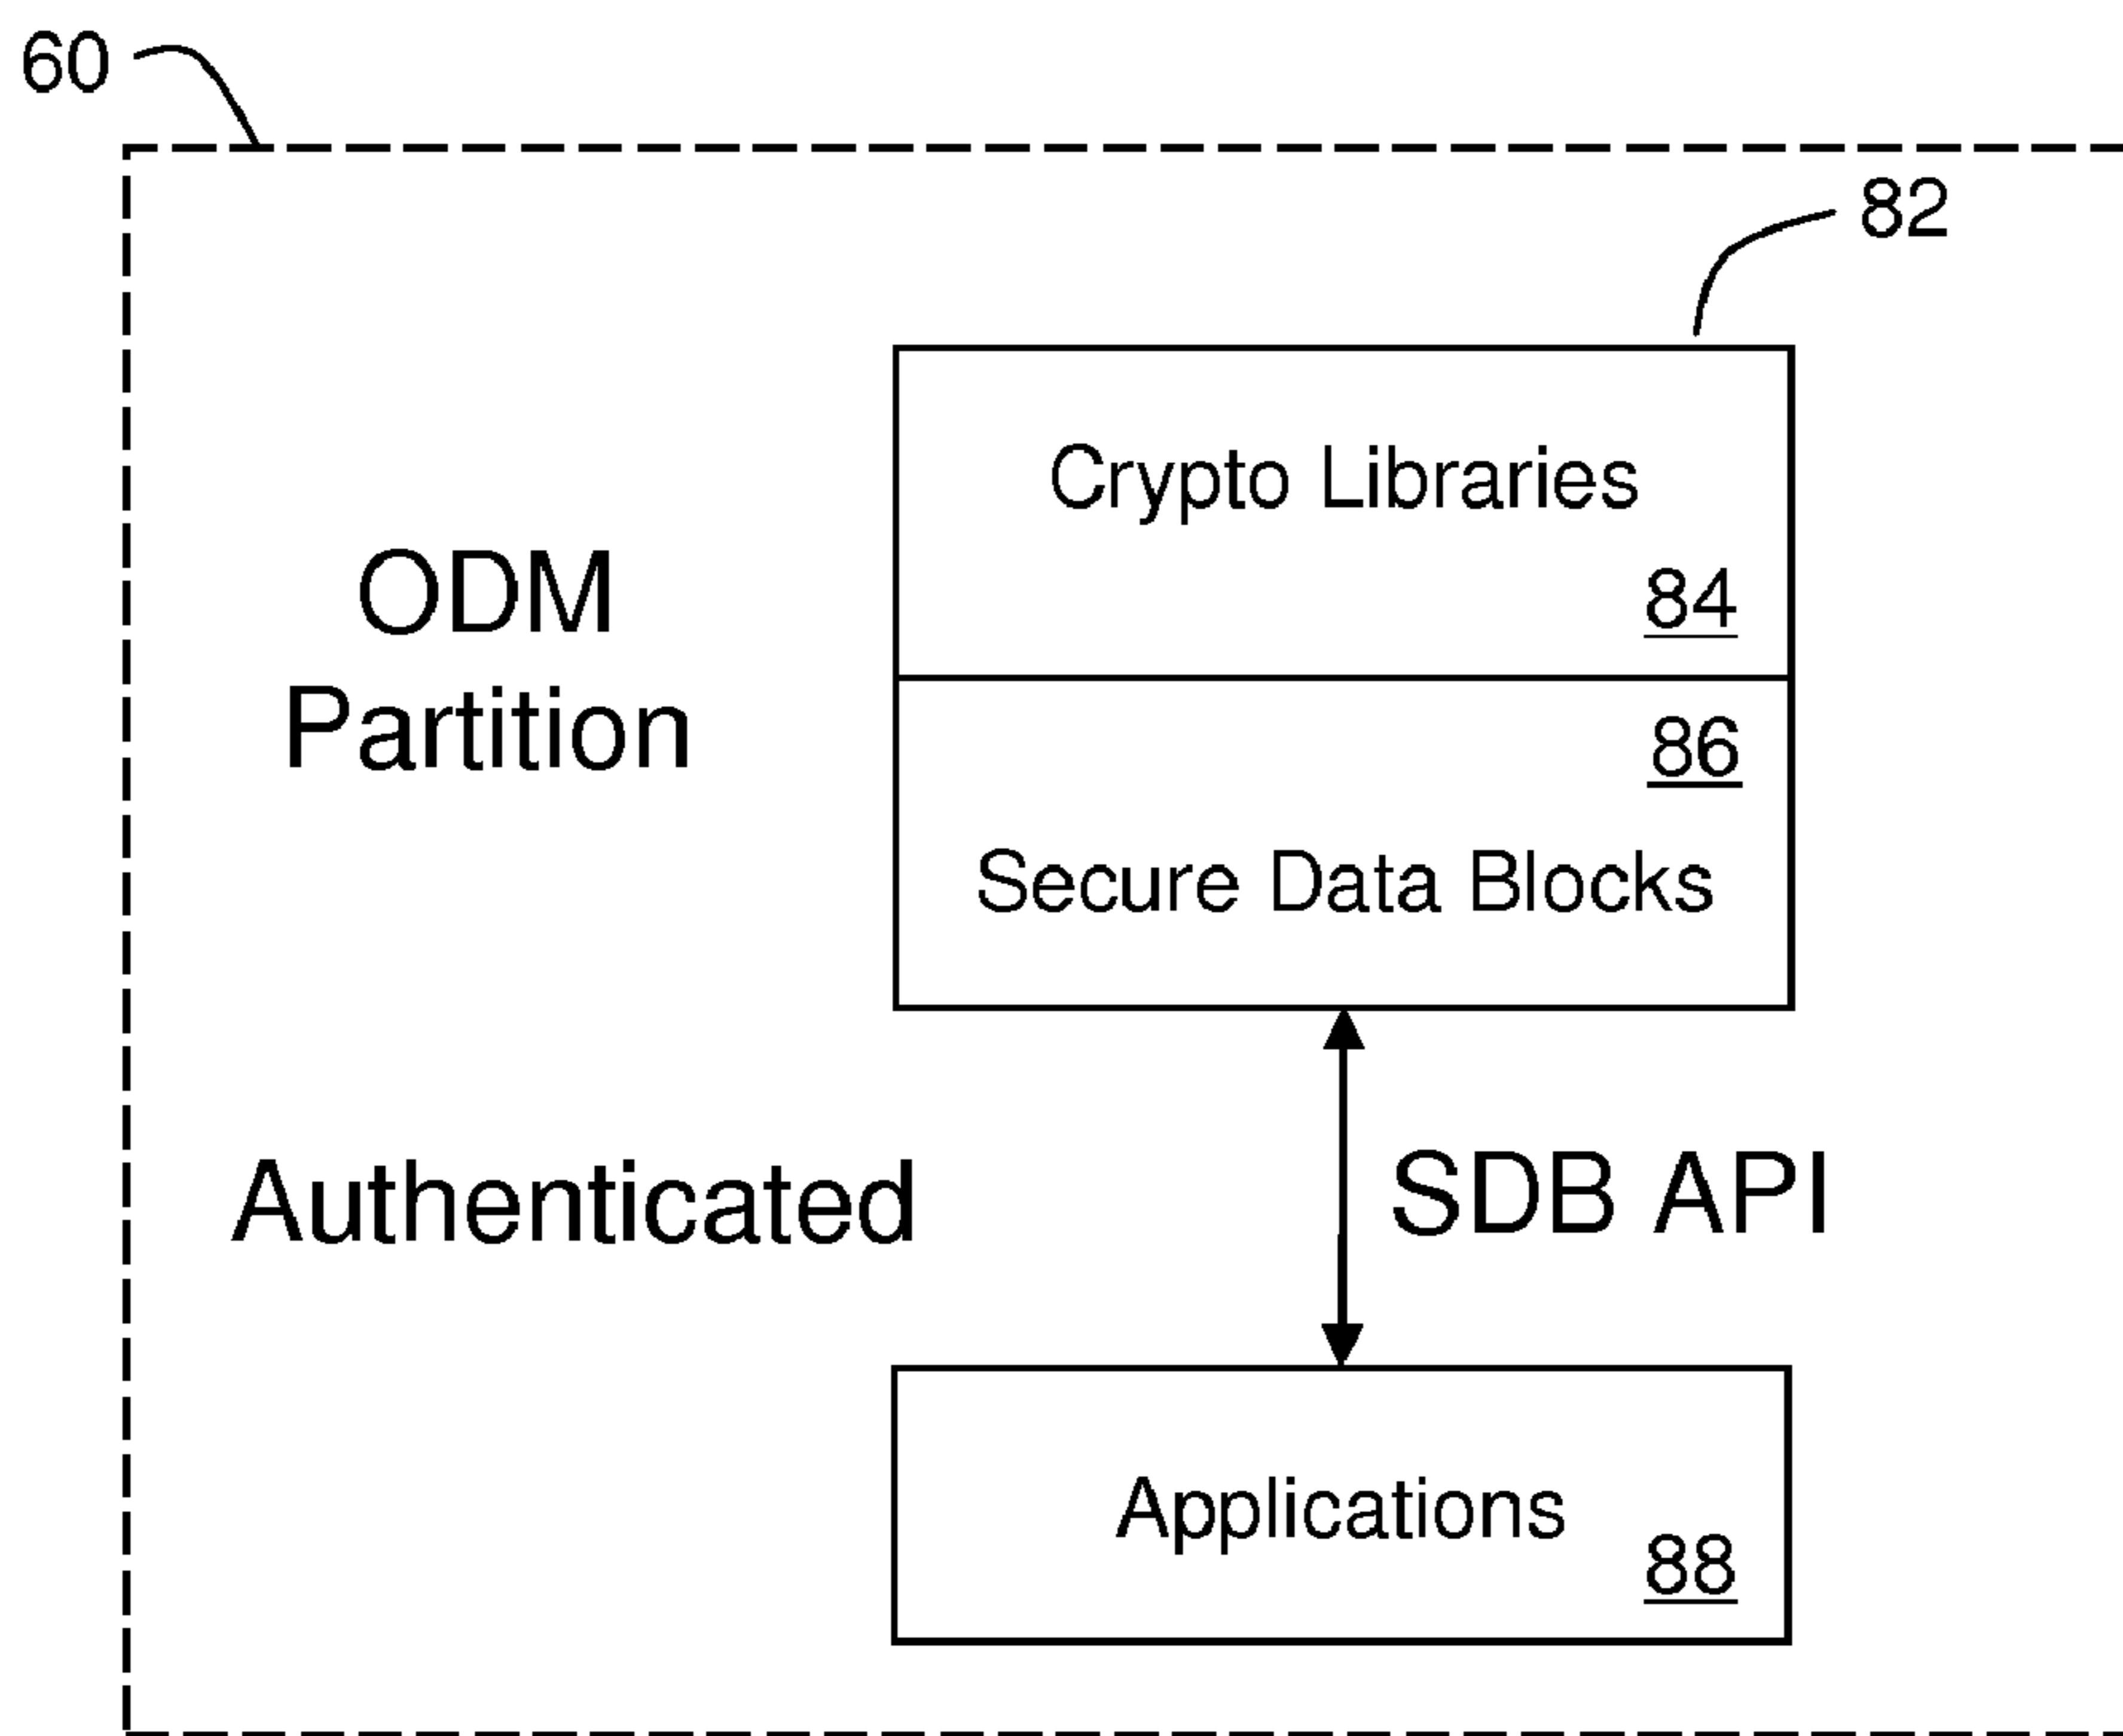 60
82
Crypto Libraries
84
ODM
Partition
86
Secure Data Blocks
Authenticated
SDB API
Applications
88